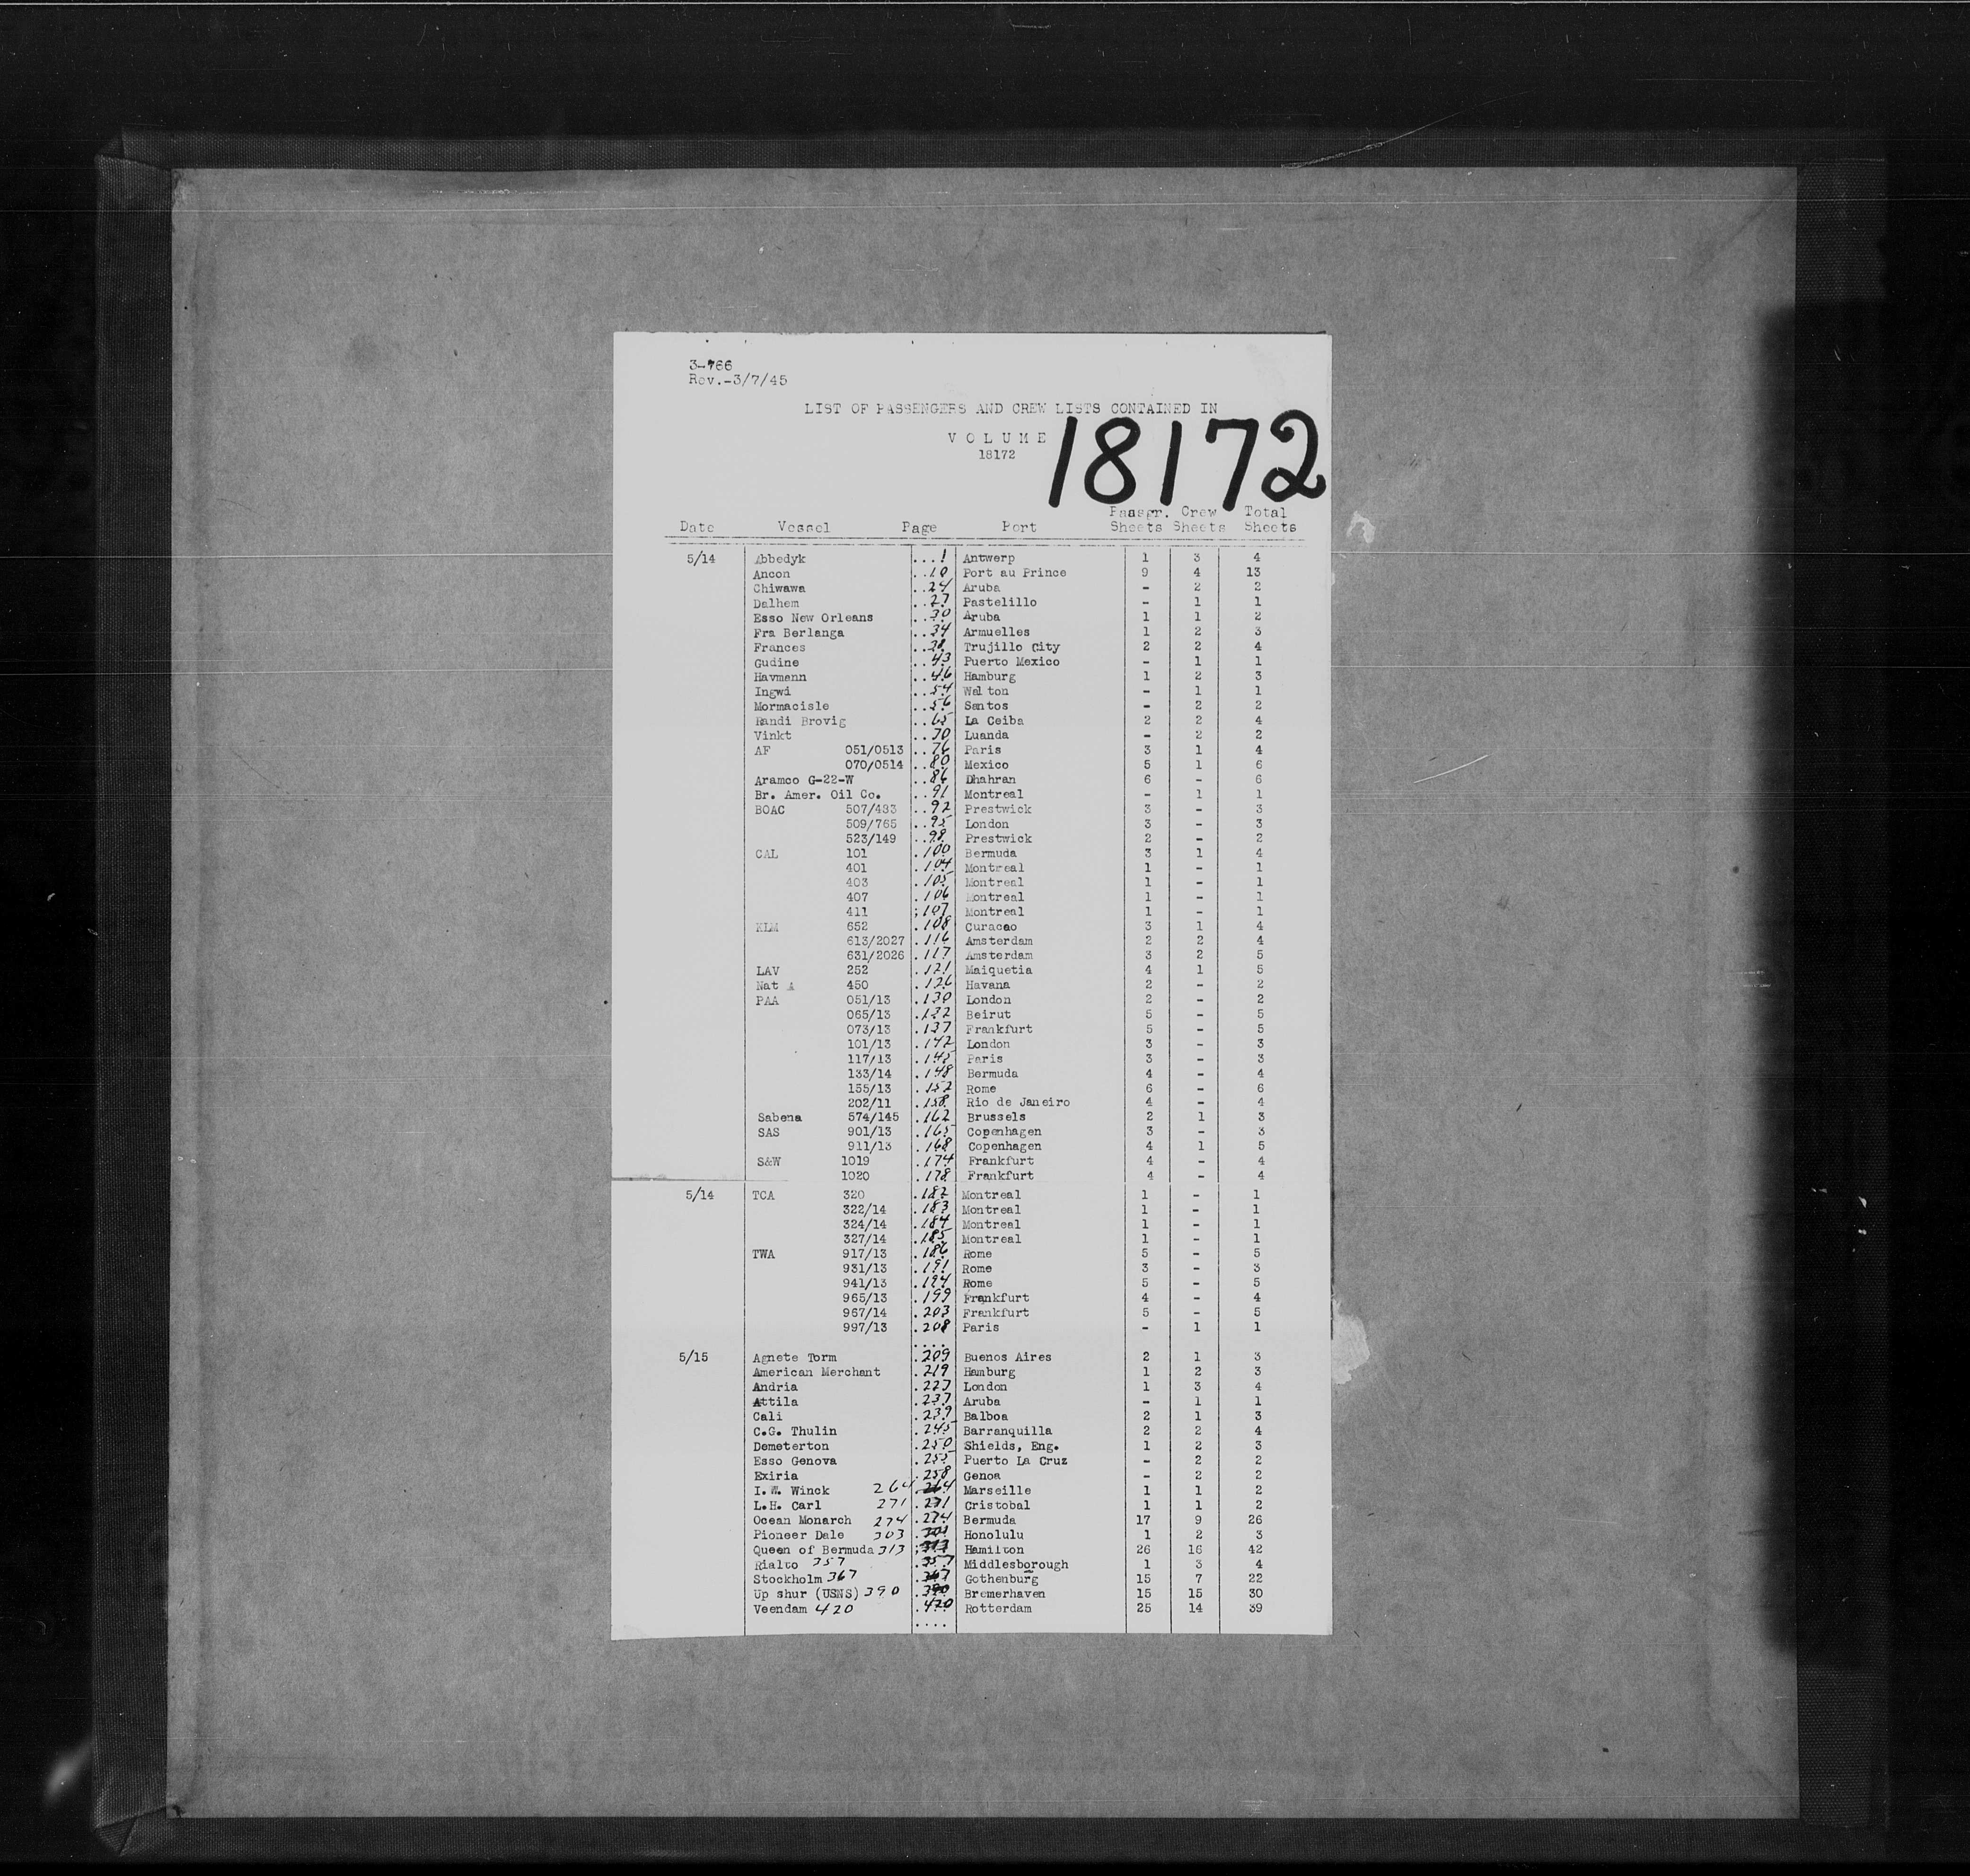 3-766
Rev.-3/7/45
LIST OF PASSENGERS AND CREW LISTS CONTAINED IN
VOLUME 18172
18172
Passgr. Crew Total
Date Vessel Page Port Sheets Sheets Sheets
5/14 Abbedyk ...1 Antwerp 1 3 4
Ancon ..10 Port au Prince 9 4 13
Chiwawa ..24 Aruba - 2 2
Dalhem ..27 Pastelillo - 1 1
Esso New Orleans ..30 Aruba 1 1 2
Fra Berlanga ..34 Armuelles 1 2 3
Frances ..38 Trujillo City 2 2 4
Gudine ..43 Puerto Mexico - 1 1
Havmann ..46 Hamburg 1 2 3
Ingwi ..54 Walton - 1 1
Mormacisle ..56 Santos - 2 2
Randi Brovig ..65 La Ceiba 2 2 4
Vinkt ..70 Luanda - 2 2
AF 051/0513 ..76 Paris 3 1 4
070/0514 ..80 Mexico 5 1 6
Aramco G-22-W ..86 Dhahran 6 - 6
Br. Amer. Oil Co. ..91 Montreal - 1 1
BOAC 507/483 ..92 Prestwick 3 - 3
509/765 ..95 London 3 - 3
523/149 ..98 Prestwick 2 - 2
CAL 101 .100 Bermuda 3 1 4
401 .104 Montreal 1 - 1
403 .105 Montreal 1 - 1
407 .106 Montreal 1 - 1
411 ;107 Montreal 1 - 1
KLM 652 .108 Curacao 3 1 4
613/2027 .116 Amsterdam 2 2 4
631/2026 .117 Amsterdam 3 2 5
LAV 252 .121 Maiquetia 4 1 5
Nat A 450 .126 Havana 2 - 2
PAA 051/13 .130 London 2 - 2
065/13 .132 Beirut 5 - 5
073/13 .137 Frankfurt 5 - 5
101/13 .142 London 3 - 3
117/13 .145 Paris 3 - 3
133/14 .148 Bermuda 4 - 4
155/13 .152 Rome 6 - 6
202/11 .158 Rio de Janeiro 4 - 4
Sabena 574/145 .162 Brussels 2 1 3
SAS 901/13 .165 Copenhagen 3 - 3
911/13 .168 Copenhagen 4 1 5
S&W 1019 .174 Frankfurt 4 - 4
1020 .178 Frankfurt 4 - 4
5/14 TCA 320 .182 Montreal 1 - 1
322/14 .183 Montreal 1 - 1
324/14 .184 Montreal 1 - 1
327/14 .185 Montreal 1 - 1
TWA 917/13 .186 Rome 5 - 5
931/13 .191 Rome 3 - 3
941/13 .194 Rome 5 - 5
965/13 .199 Frankfurt 4 - 4
967/14 .203 Frankfurt 5 - 5
997/13 .208 Paris - 1 1
....
5/15 Agnete Torm .209 Buenos Aires 2 1 3
American Merchant .219 Hamburg 1 2 3
Andria .227 London 1 3 4
Attila .237 Aruba - 1 1
Cali .239 Balboa 2 1 3
C.G. Thulin .245 Barranquilla 2 2 4
Demeterton .250 Shields, Eng. 1 2 3
Esso Genova .255 Puerto La Cruz - 2 2
Exiria .258 Genoa - 2 2
I.W. Winck 264 .264 Marseille 1 1 2
L.H. Carl 271 .271 Cristobal 1 1 2
Ocean Monarch 274 .274 Bermuda 17 9 26
Pioneer Dale 303 .303 Honolulu 1 2 3
Queen of Bermuda 313 ;313 Hamilton 26 16 42
Rialto 357 .357 Middlesborough 1 3 4
Stockholm 367 .367 Gothenburg 15 7 22
Up shur (USNS) 390 .390 Bremerhaven 15 15 30
Veendam 420 .420 Rotterdam 25 14 39
....